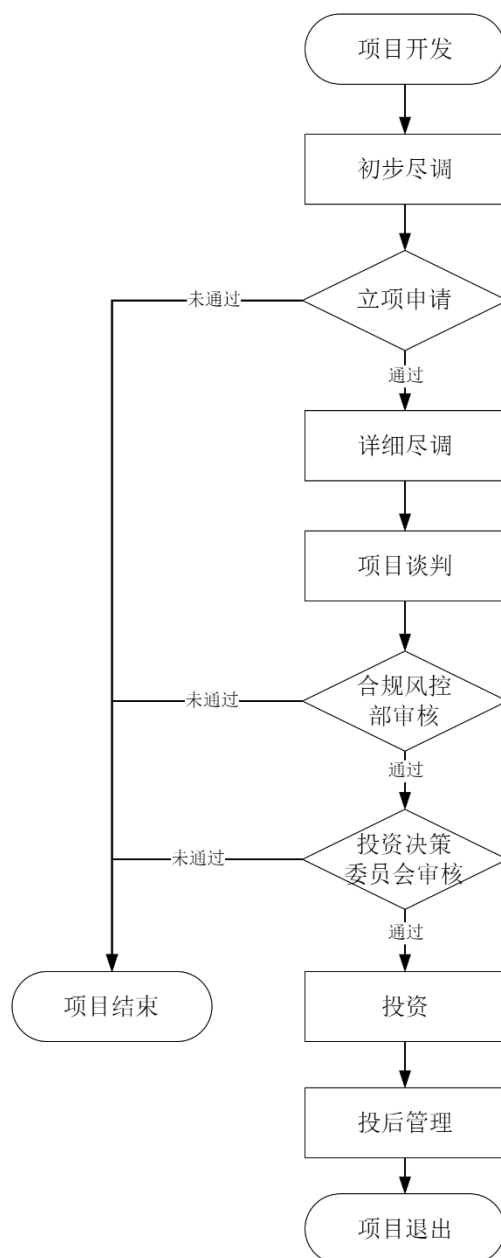 项目开发
初步尽调
立项申请
未通过
通过
详细尽调
项目谈判
合规风控
部审核
未通过
通过
投资决策
委员会审核
未通过
通过
项目结束
投资
投后管理
项目退出